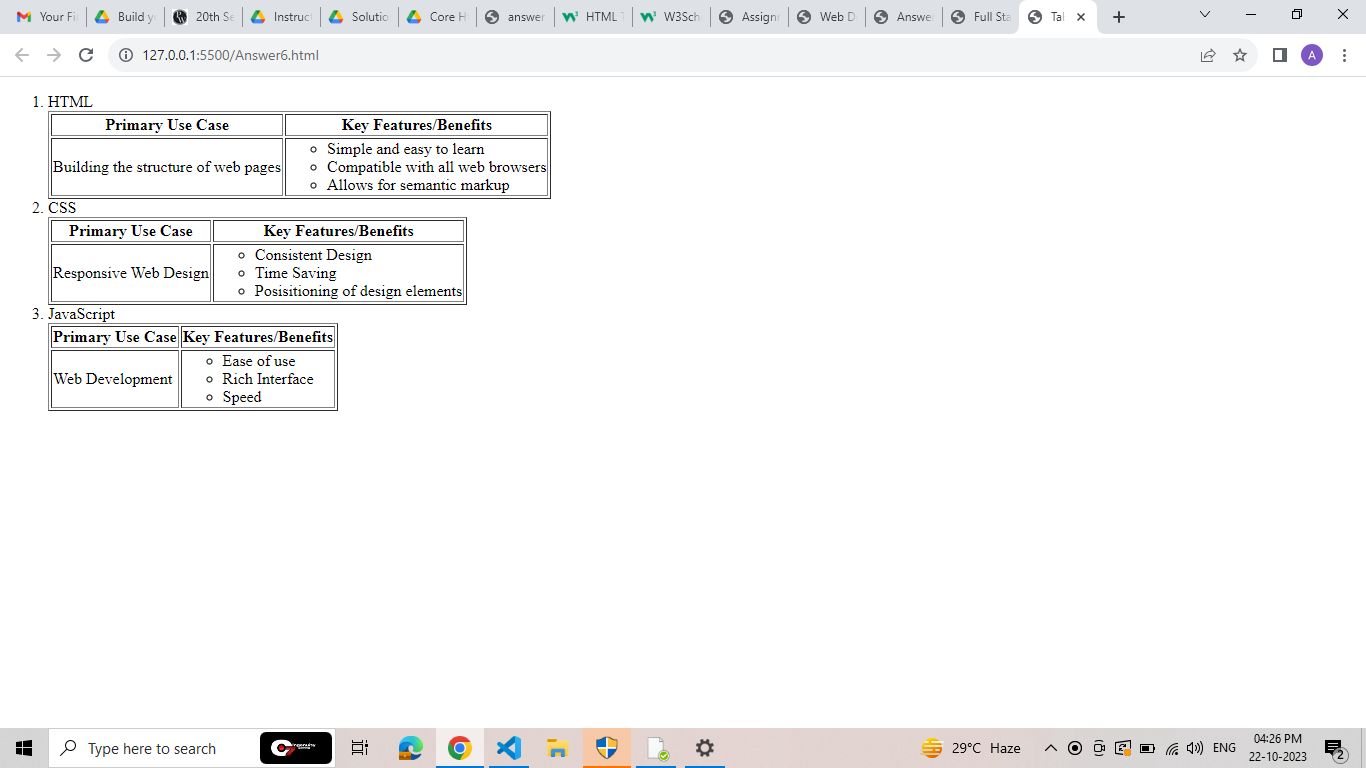 Your Fi
Build yo
20th Se
Instruct
Solutio
Core H
answer
HTML T
W3Scho
Assignm
Web D
Answer
Full Sta
Tal
127.0.0.1:5500/Answer6.html
A
1. HTML
Primary Use Case Key Features/Benefits
Building the structure of web pages
Simple and easy to learn
Compatible with all web browsers
Allows for semantic markup
2. CSS
Primary Use Case Key Features/Benefits
Responsive Web Design
Consistent Design
Time Saving
Posisitioning of design elements
3. JavaScript
Primary Use Case Key Features/Benefits
Web Development
Ease of use
Rich Interface
Speed
Type here to search
29°C Haze
ENG
04:26 PM
22-10-2023
2